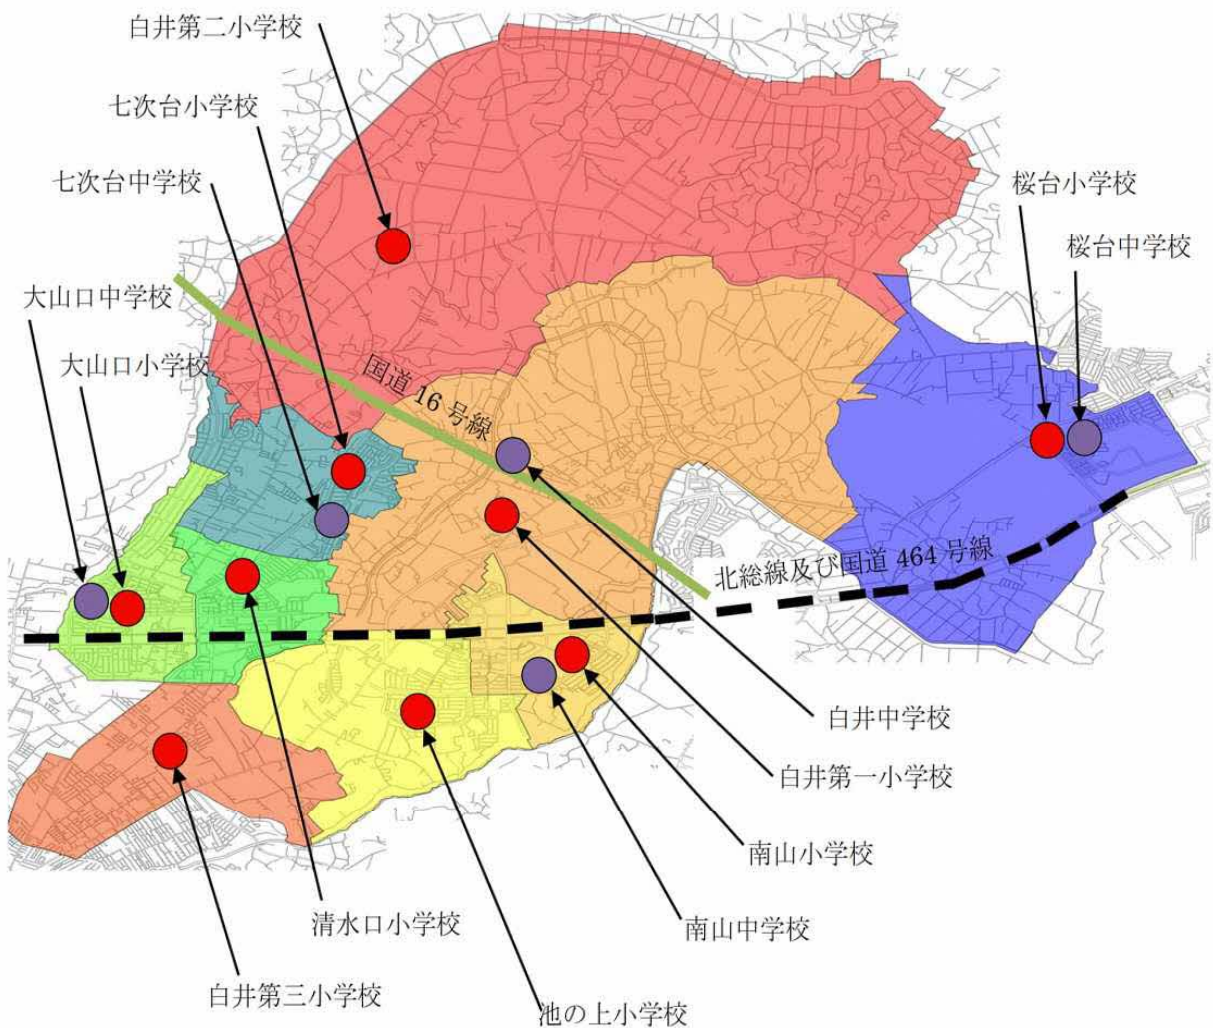 白井第二小学校
七次台小学校
七次台中学校
桜台小学校
桜台中学校
大山口中学校
大山口小学校
国道 16 号線
北総線及び国道 464 号線
白井中学校
白井第一小学校
南山小学校
清水口小学校
南山中学校
白井第三小学校
池の上小学校